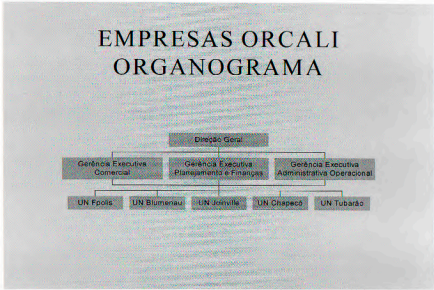 EMPRESAS ORCALI
ORGANOGRAMA
Direção Geral
Gerência Executiva
Comercial
Gerência Executiva
Planejamento e Finanças
Gerência Executiva
Administrativa Operacional
UN Fpolis
UN Blumenau
UN Joinville
UN Chapecó
UN Tubarão